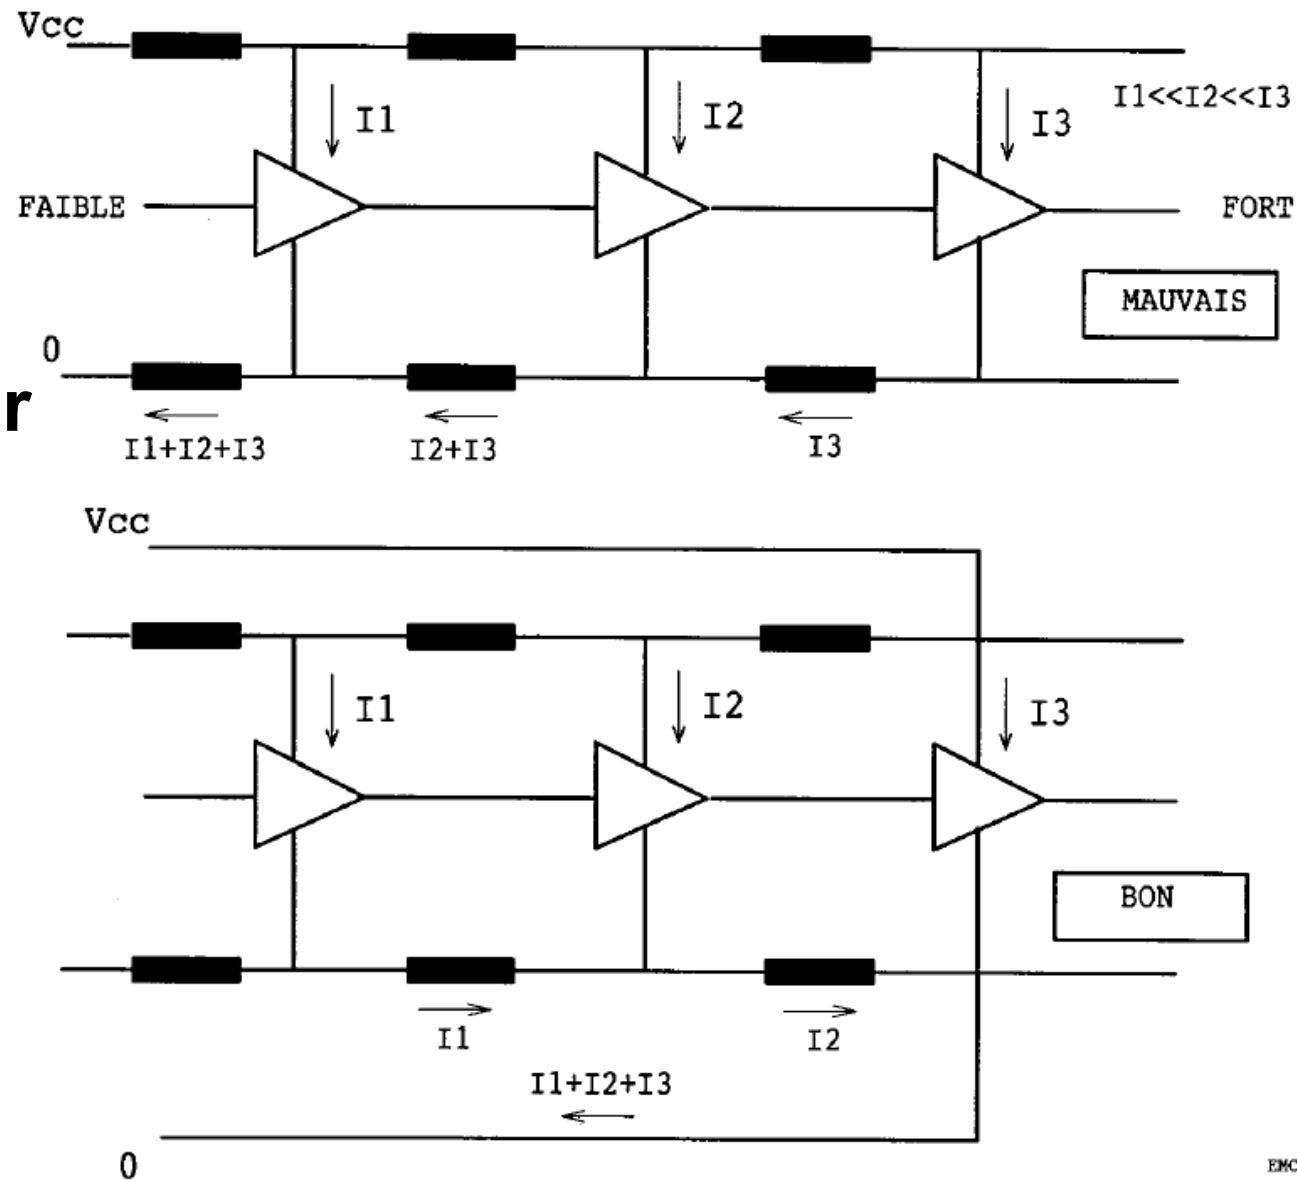 Vcc
I1
I2
I3
I1<<I2<<I3
FAIBLE
FORT
MAUVAIS
0
r
I1+I2+I3
I2+I3
I3
Vcc
I1
I2
I3
BON
I1
I2
I1+I2+I3
0
EMC